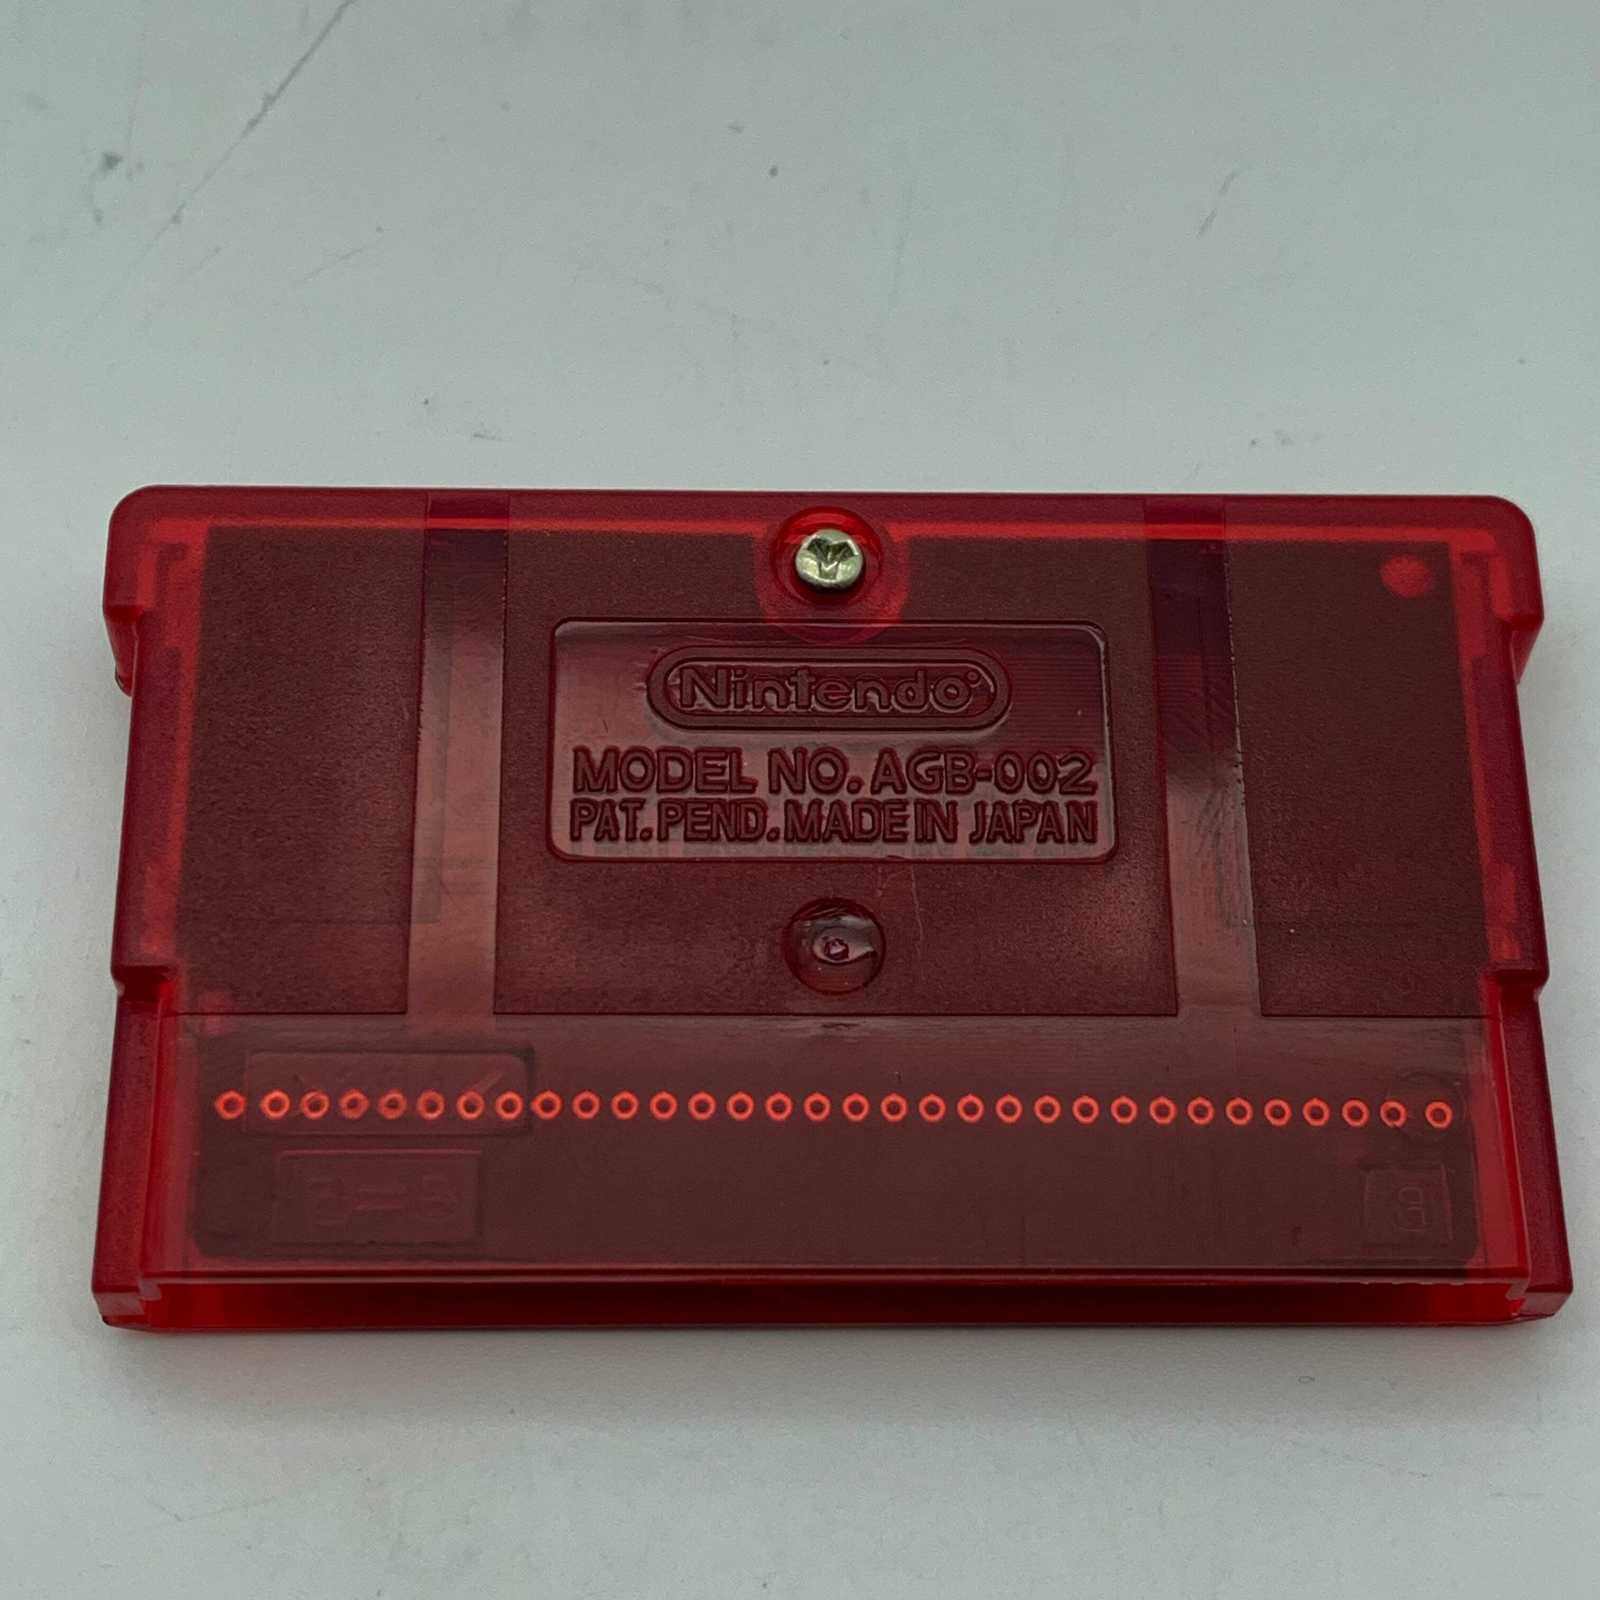 Nintendo
MODEL NO. AGB-002
PAT. PEND. MADE IN JAPAN